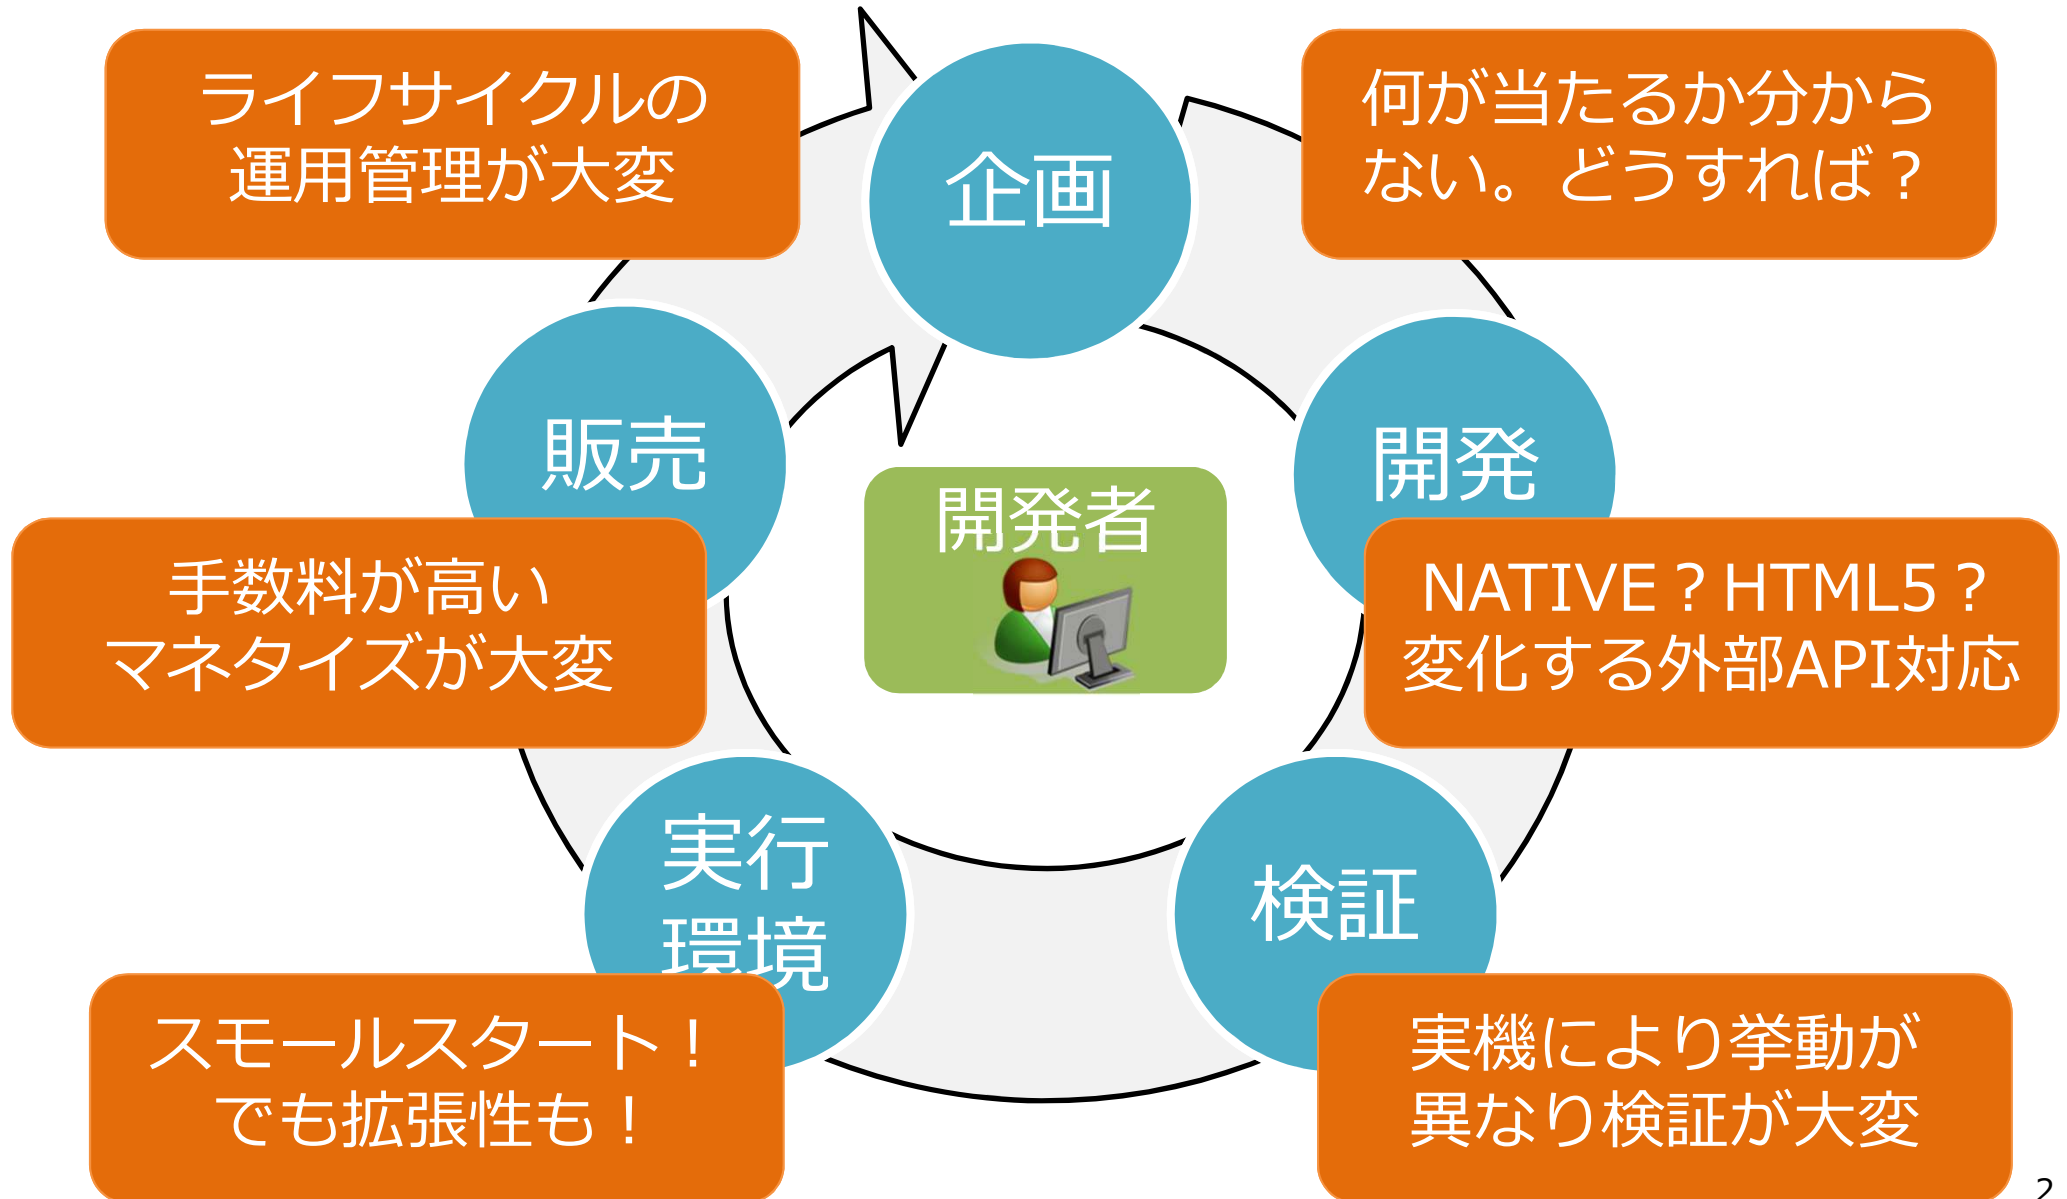 ライフサイクルの
運用管理が大変
企画
何が当たるか分から
ない。どうすれば？
販売
開発
開発者
手数料が高い
マネタイズが大変
NATIVE？HTML5？
変化する外部API対応
実行
環境
検証
スモールスタート！
でも拡張性も！
実機により挙動が
異なり検証が大変
2